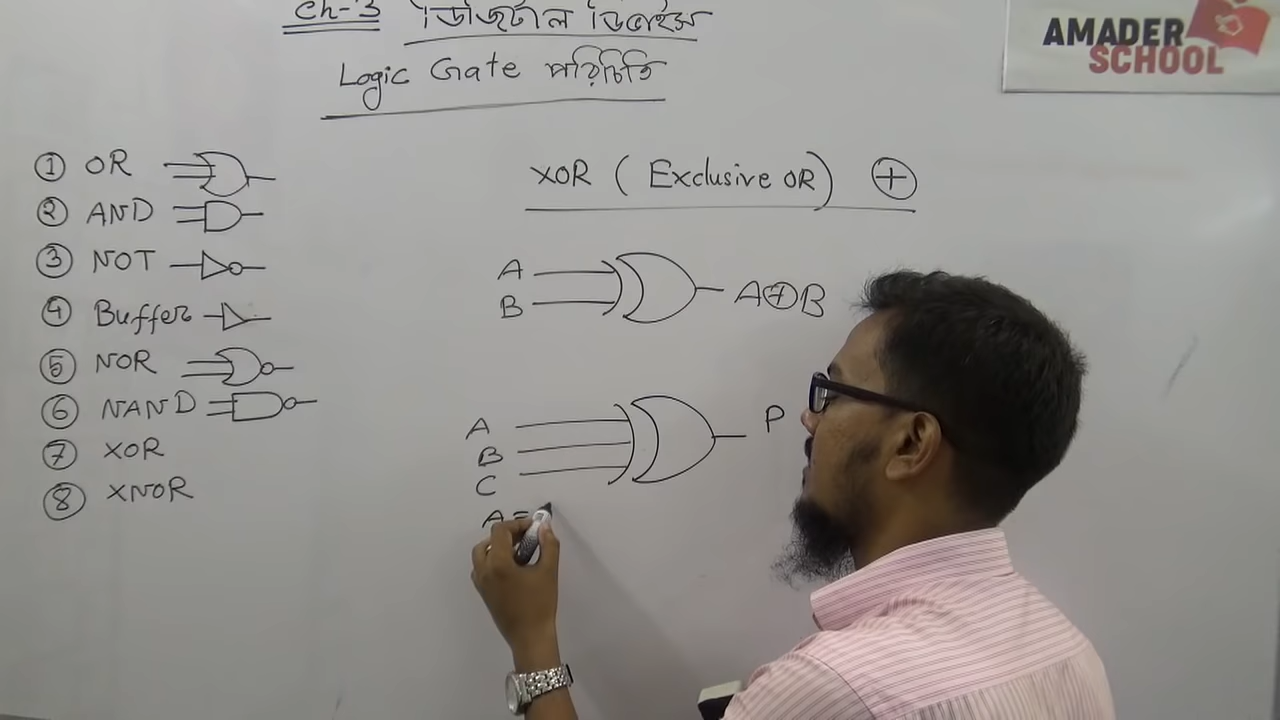 Ch-3 ডিজিটাল ডিভাইস
Logic Gate পরিচিতি
AMADER
SCHOOL
① OR
② AND
③ NOT
④ Buffer
⑤ NOR
⑥ NAND
⑦ XOR
⑧ XNOR
XOR (Exclusive OR) ⊕
A
B
A⊕B
A
B
C
P
A =